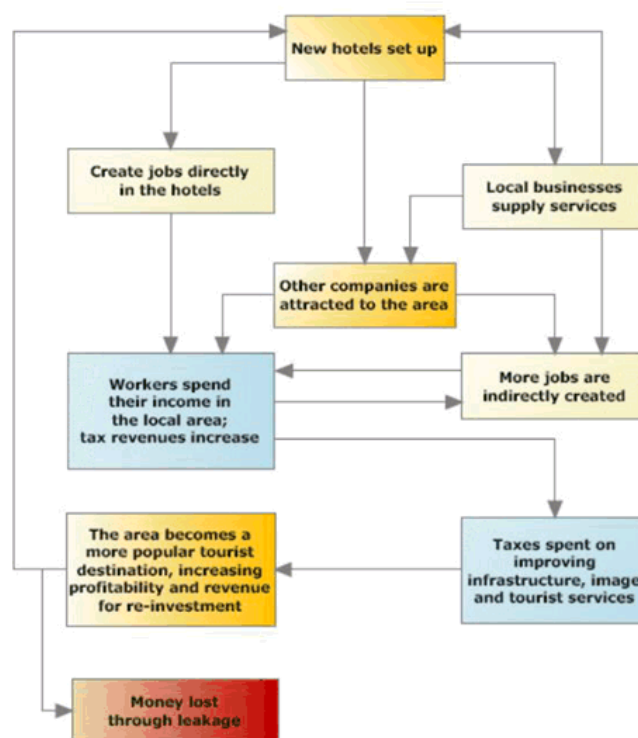 New hotels set up
Create jobs directly
in the hotels
Local businesses
supply services
Other companies are
attracted to the area
Workers spend
their income in
the local area;
tax revenues increase
More jobs are
indirectly created
The area becomes a
more popular tourist
destination, increasing
profitability and revenue
for re-investment
Taxes spent on
improving
infrastructure, image
and tourist services
Money lost
through leakage